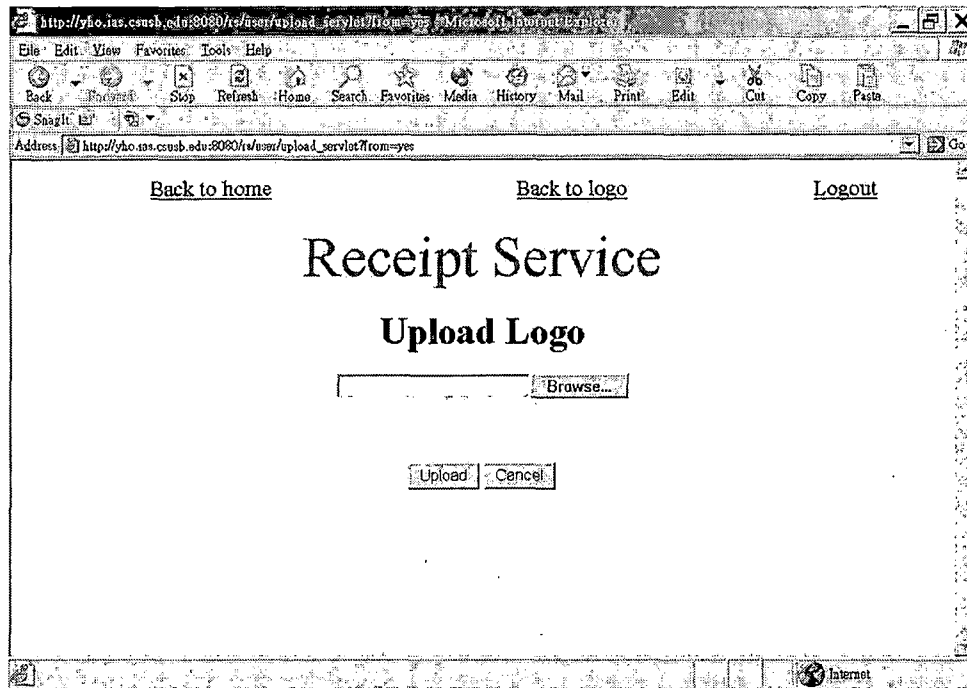 http://yho.ias.csusb.edu:8080/rs/user/upload_servlet?from=yes - Microsoft Internet Explorer
File Edit View Favorites Tools Help
Back Forward Stop Refresh Home Search Favorites Media History Mail Print Edit Cut Copy Paste
SnagIt
Address http://yho.ias.csusb.edu:8080/rs/user/upload_servlet?from=yes Go
Back to home Back to logo Logout
Receipt Service
Upload Logo
Browse...
Upload Cancel
Internet